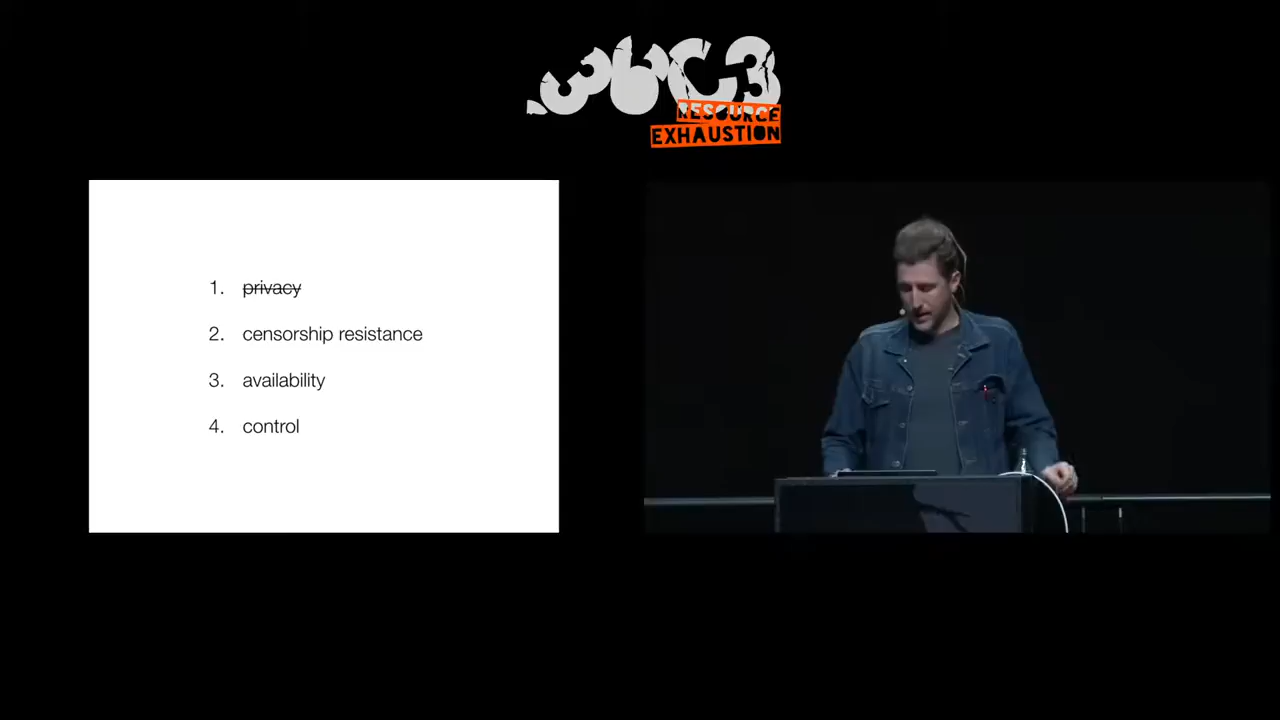 36C3
RESOURCE
EXHAUSTION
1. privacy
2. censorship resistance
3. availability
4. control